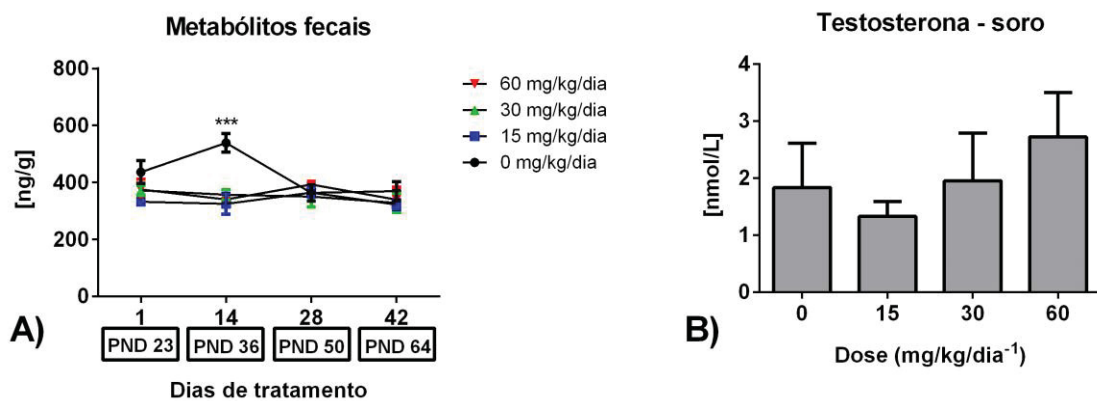 Metabólitos fecais
800
600
400
200
0
[ng/g]
***
1 14 28 42
PND 23 PND 36 PND 50 PND 64
Dias de tratamento
A)
60 mg/kg/dia
30 mg/kg/dia
15 mg/kg/dia
0 mg/kg/dia
Testosterona - soro
4
3
2
1
0
[nmol/L]
0 15 30 60
Dose (mg/kg/dia⁻¹)
B)